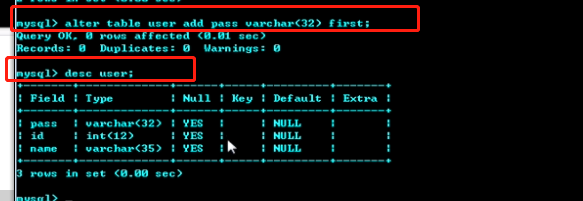 mysql> alter table user add pass varchar(32) first;
Query OK, 0 rows affected (0.01 sec)
Records: 0  Duplicates: 0  Warnings: 0
mysql> desc user;
+-------+-------------+------+-----+---------+-------+
| Field | Type        | Null | Key | Default | Extra |
+-------+-------------+------+-----+---------+-------+
| pass  | varchar(32) | YES  |     | NULL    |       |
| id    | int(12)     | YES  |     | NULL    |       |
| name  | varchar(35) | YES  |     | NULL    |       |
+-------+-------------+------+-----+---------+-------+
3 rows in set (0.00 sec)
mysql> _